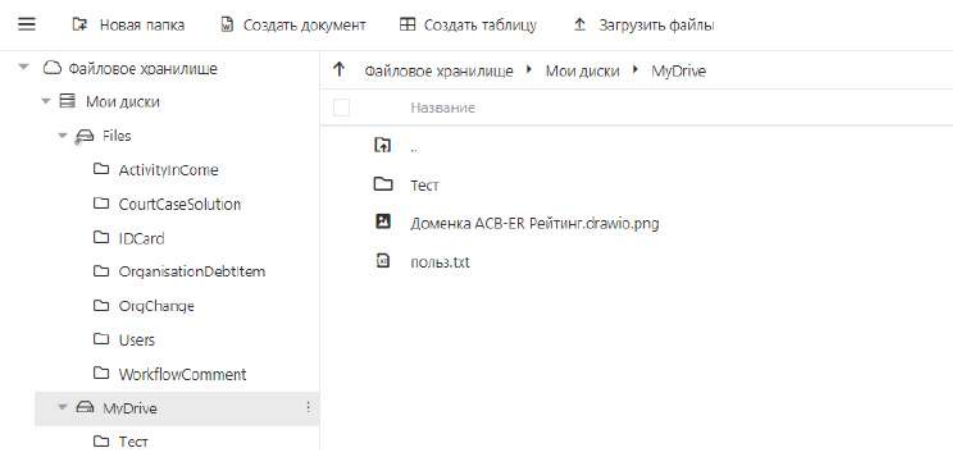 Новая папка Создать документ Создать таблицу Загрузить файлы
Файловое хранилище
Мои диски
Files
ActivityInCome
CourtCaseSolution
IDCard
OrganisationDebtItem
OrgChange
Users
WorkflowComment
MyDrive
Тест
Файловое хранилище Мои диски MyDrive
Название
..
Тест
Доменка ACB-ER Рейтинг.drawio.png
польз.txt